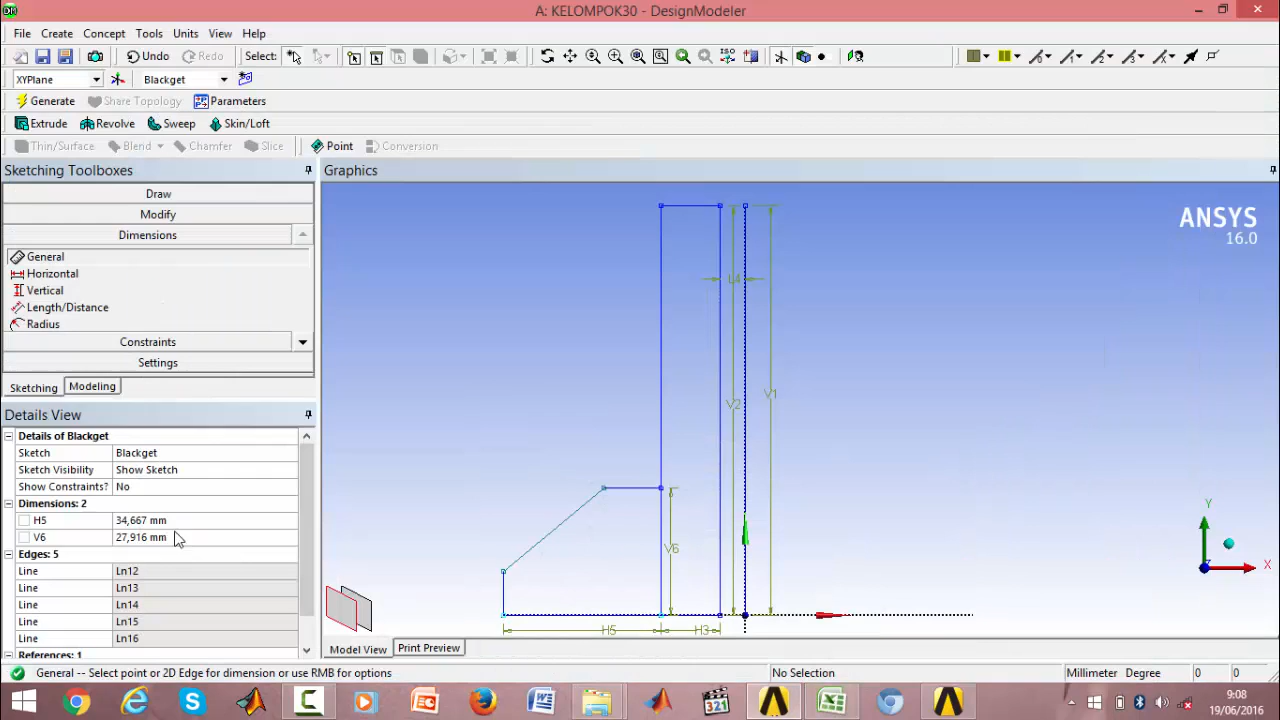 A: KELOMPOK30 - DesignModeler
File Create Concept Tools Units View Help
Undo Redo Select:
XYPlane Blackget
Generate Share Topology Parameters
Extrude Revolve Sweep Skin/Loft
Thin/Surface Blend Chamfer Slice Point Conversion
Sketching Toolboxes
Graphics
Draw
Modify
Dimensions
General
Horizontal
Vertical
Length/Distance
Radius
Constraints
Settings
Sketching Modeling
Details View
Details of Blackget
Sketch Blackget
Sketch Visibility Show Sketch
Show Constraints? No
Dimensions: 2
H5 34,667 mm
V6 27,916 mm
Edges: 5
Line Ln12
Line Ln13
Line Ln14
Line Ln15
Line Ln16
References: 1
ANSYS
16.0
L4
V2
V1
V6
H5
H3
Y
X
Model View Print Preview
General -- Select point or 2D Edge for dimension or use RMB for options
No Selection
Millimeter Degree 0 0
321
9:08
19/06/2016